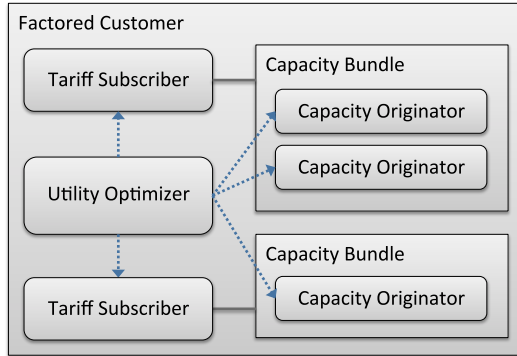 Factored Customer
Tariff Subscriber
Capacity Bundle
Capacity Originator
Capacity Originator
Utility Optimizer
Capacity Bundle
Tariff Subscriber
Capacity Originator